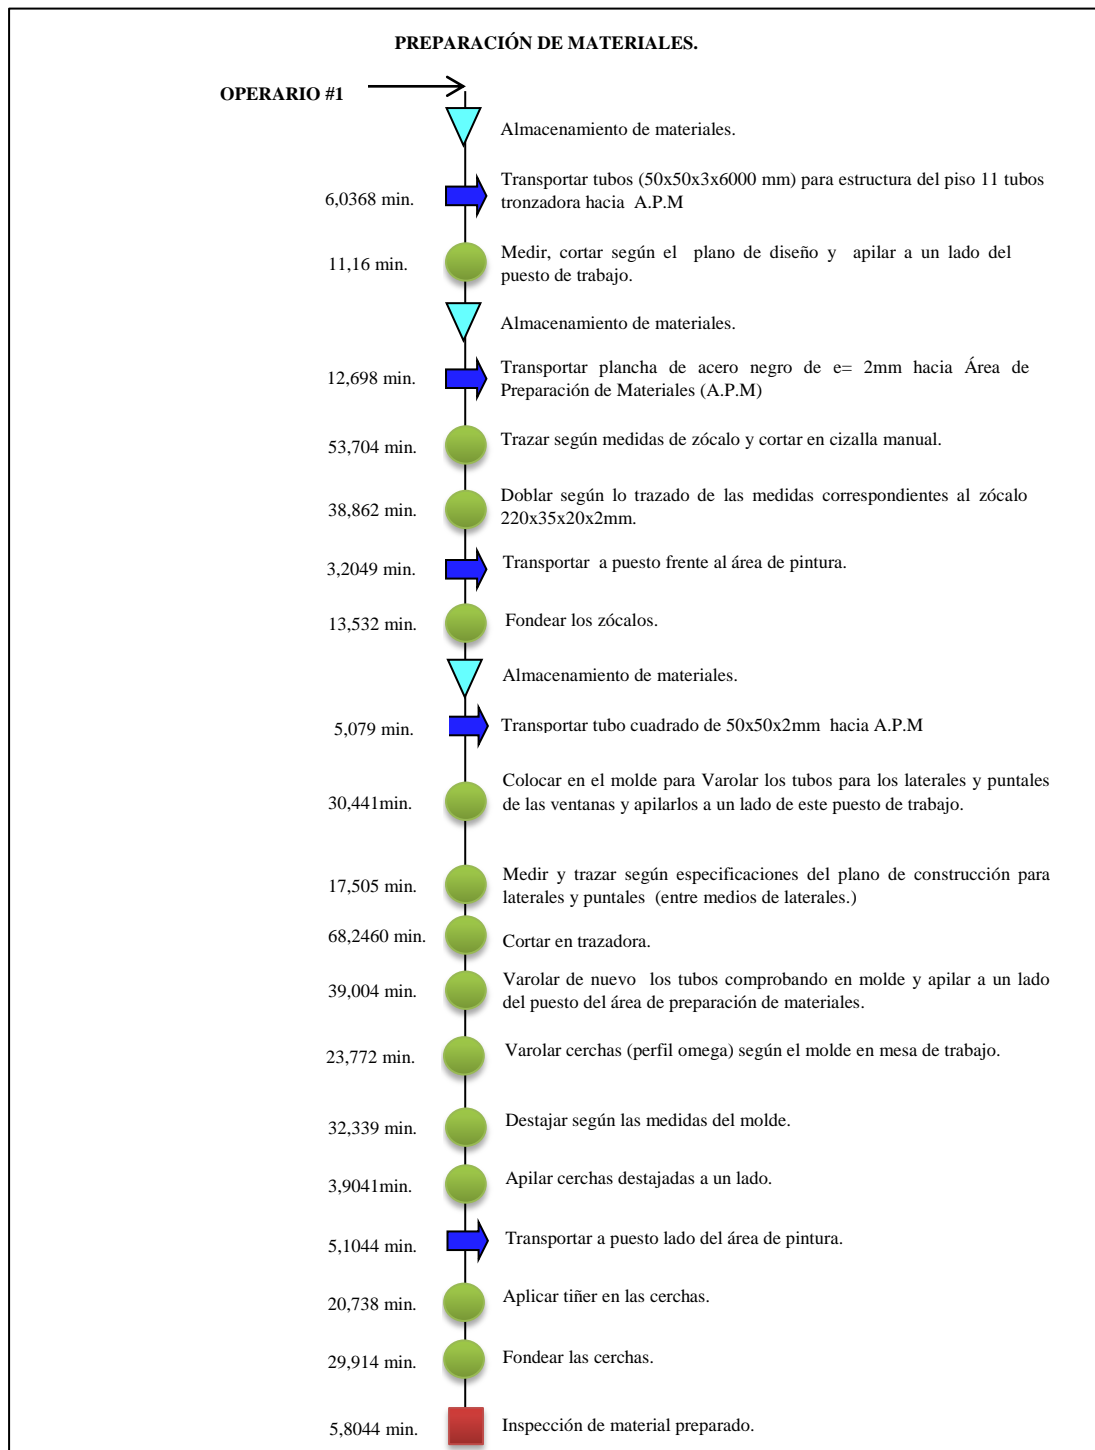 PREPARACIÓN DE MATERIALES.
OPERARIO #1
Almacenamiento de materiales.
6,0368 min.
Transportar tubos (50x50x3x6000 mm) para estructura del piso 11 tubos
tronzadora hacia A.P.M
11,16 min.
Medir, cortar según el plano de diseño y apilar a un lado del
puesto de trabajo.
Almacenamiento de materiales.
12,698 min.
Transportar plancha de acero negro de e= 2mm hacia Área de
Preparación de Materiales (A.P.M)
53,704 min.
Trazar según medidas de zócalo y cortar en cizalla manual.
38,862 min.
Doblar según lo trazado de las medidas correspondientes al zócalo
220x35x20x2mm.
3,2049 min.
Transportar a puesto frente al área de pintura.
13,532 min.
Fondear los zócalos.
Almacenamiento de materiales.
5,079 min.
Transportar tubo cuadrado de 50x50x2mm hacia A.P.M
30,441min.
Colocar en el molde para Varolar los tubos para los laterales y puntales
de las ventanas y apilarlos a un lado de este puesto de trabajo.
17,505 min.
Medir y trazar según especificaciones del plano de construcción para
laterales y puntales (entre medios de laterales.)
68,2460 min.
Cortar en trazadora.
39,004 min.
Varolar de nuevo los tubos comprobando en molde y apilar a un lado
del puesto del área de preparación de materiales.
23,772 min.
Varolar cerchas (perfil omega) según el molde en mesa de trabajo.
32,339 min.
Destajar según las medidas del molde.
3,9041min.
Apilar cerchas destajadas a un lado.
5,1044 min.
Transportar a puesto lado del área de pintura.
20,738 min.
Aplicar tiñer en las cerchas.
29,914 min.
Fondear las cerchas.
5,8044 min.
Inspección de material preparado.